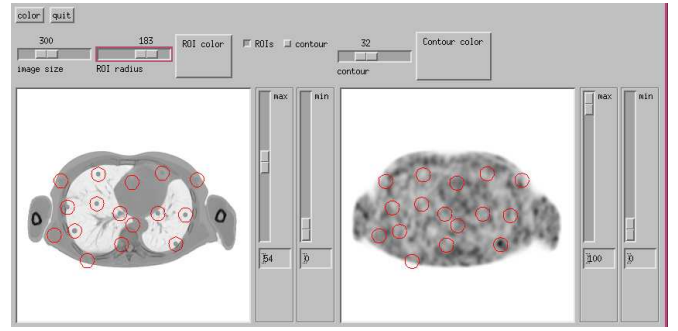 color quit
300 183 ROI color ROIs contour 32 Contour color
image size ROI radius contour
max min max min
54 0 100 0